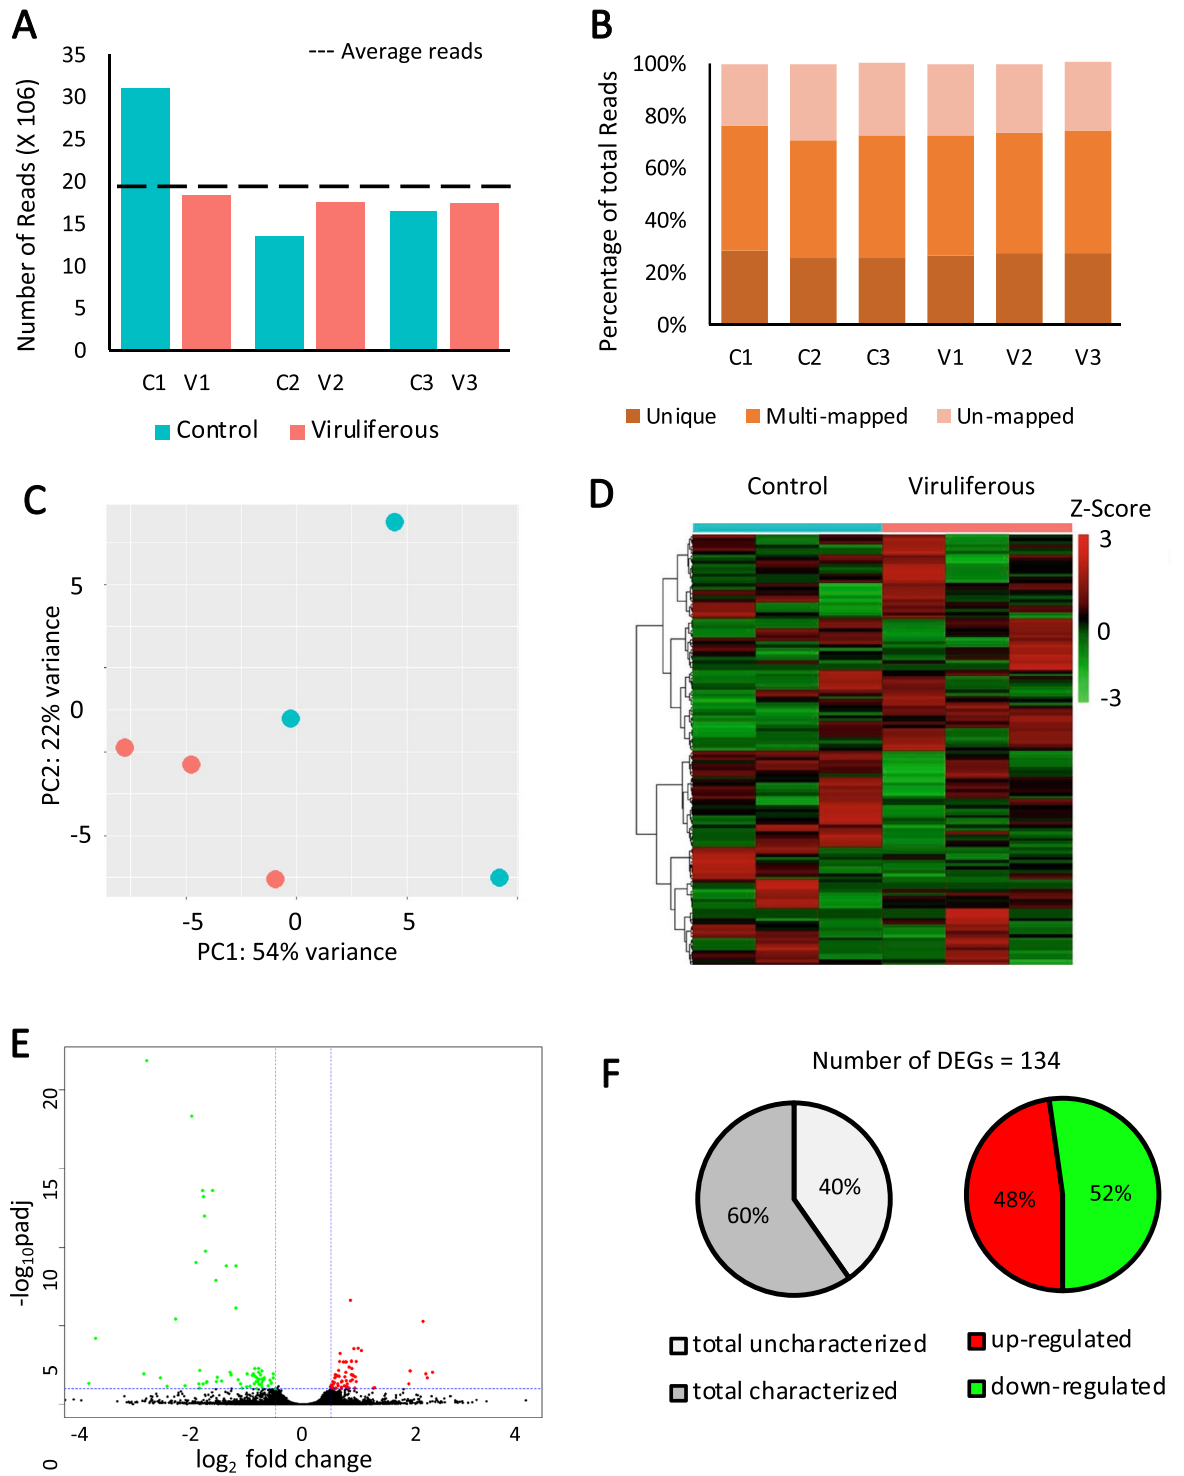 A
--- Average reads
Number of Reads (X 106)
35
30
25
20
15
10
5
0
C1 V1 C2 V2 C3 V3
Control Viruliferous
B
Percentage of total Reads
100%
80%
60%
40%
20%
0%
C1 C2 C3 V1 V2 V3
Unique Multi-mapped Un-mapped
C
PC2: 22% variance
5
0
-5
-5 0 5
PC1: 54% variance
D
Control Viruliferous
Z-Score
3
0
-3
E
-log10padj
20
15
10
5
0
-4 -2 0 2 4
log2 fold change
F
Number of DEGs = 134
40%
60%
48%
52%
total uncharacterized
total characterized
up-regulated
down-regulated